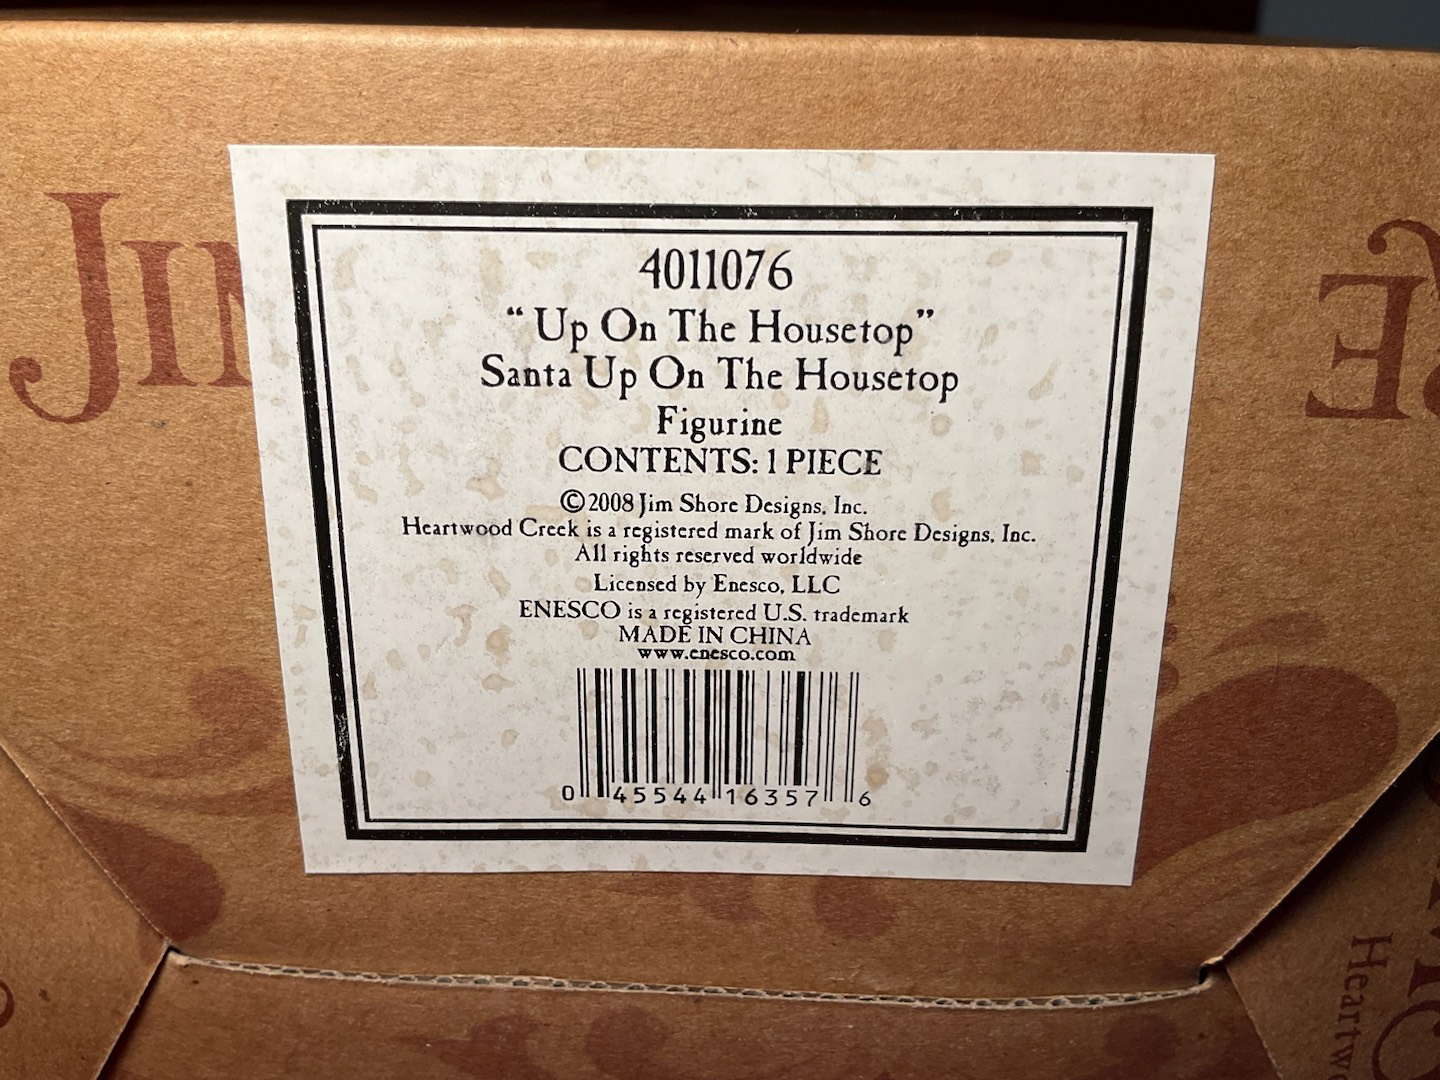 4011076
“Up On The Housetop”
Santa Up On The Housetop
Figurine
CONTENTS: 1 PIECE
©2008 Jim Shore Designs, Inc.
Heartwood Creek is a registered mark of Jim Shore Designs, Inc.
All rights reserved worldwide
Licensed by Enesco, LLC
ENESCO is a registered U.S. trademark
MADE IN CHINA
www.enesco.com
0 45544 16357 6
JIM